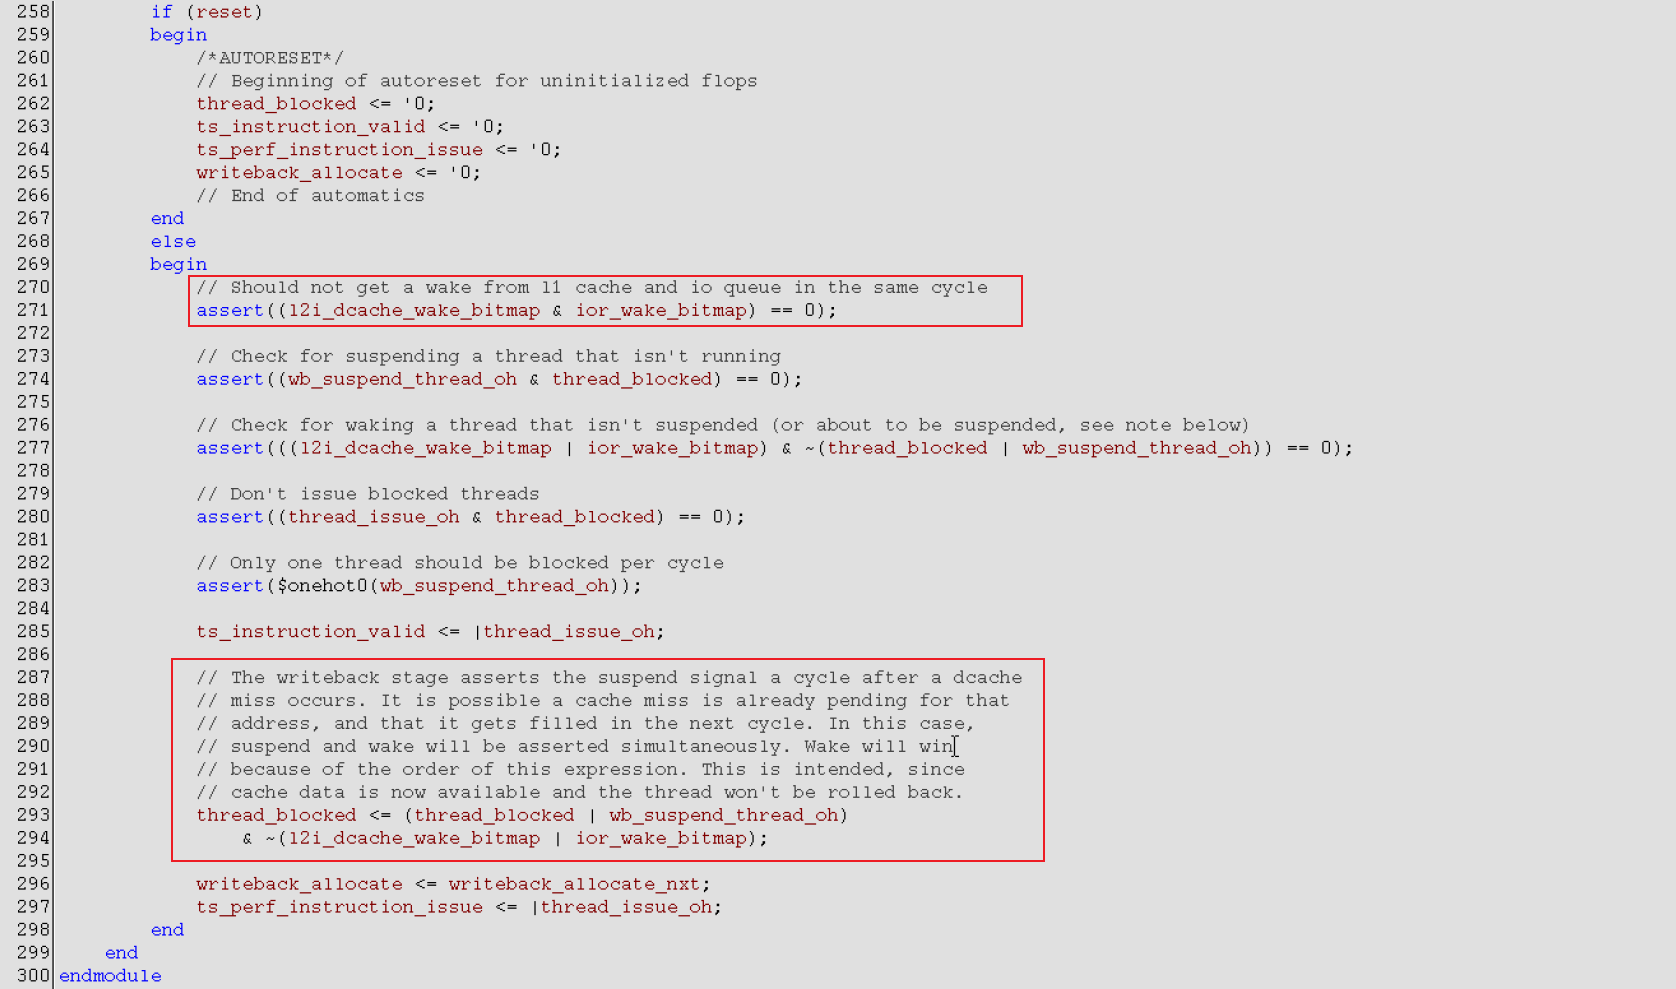 258 if (reset)
259 begin
260 /*AUTORESET*/
261 // Beginning of autoreset for uninitialized flops
262 thread_blocked <= '0;
263 ts_instruction_valid <= '0;
264 ts_perf_instruction_issue <= '0;
265 writeback_allocate <= '0;
266 // End of automatics
267 end
268 else
269 begin
270 // Should not get a wake from l1 cache and io queue in the same cycle
271 assert((l2i_dcache_wake_bitmap & ior_wake_bitmap) == 0);
272
273 // Check for suspending a thread that isn't running
274 assert((wb_suspend_thread_oh & thread_blocked) == 0);
275
276 // Check for waking a thread that isn't suspended (or about to be suspended, see note below)
277 assert(((l2i_dcache_wake_bitmap | ior_wake_bitmap) & ~(thread_blocked | wb_suspend_thread_oh)) == 0);
278
279 // Don't issue blocked threads
280 assert((thread_issue_oh & thread_blocked) == 0);
281
282 // Only one thread should be blocked per cycle
283 assert($onehot0(wb_suspend_thread_oh));
284
285 ts_instruction_valid <= |thread_issue_oh;
286
287 // The writeback stage asserts the suspend signal a cycle after a dcache
288 // miss occurs. It is possible a cache miss is already pending for that
289 // address, and that it gets filled in the next cycle. In this case,
290 // suspend and wake will be asserted simultaneously. Wake will win
291 // because of the order of this expression. This is intended, since
292 // cache data is now available and the thread won't be rolled back.
293 thread_blocked <= (thread_blocked | wb_suspend_thread_oh)
294 & ~(l2i_dcache_wake_bitmap | ior_wake_bitmap);
295
296 writeback_allocate <= writeback_allocate_nxt;
297 ts_perf_instruction_issue <= |thread_issue_oh;
298 end
299 end
300 endmodule